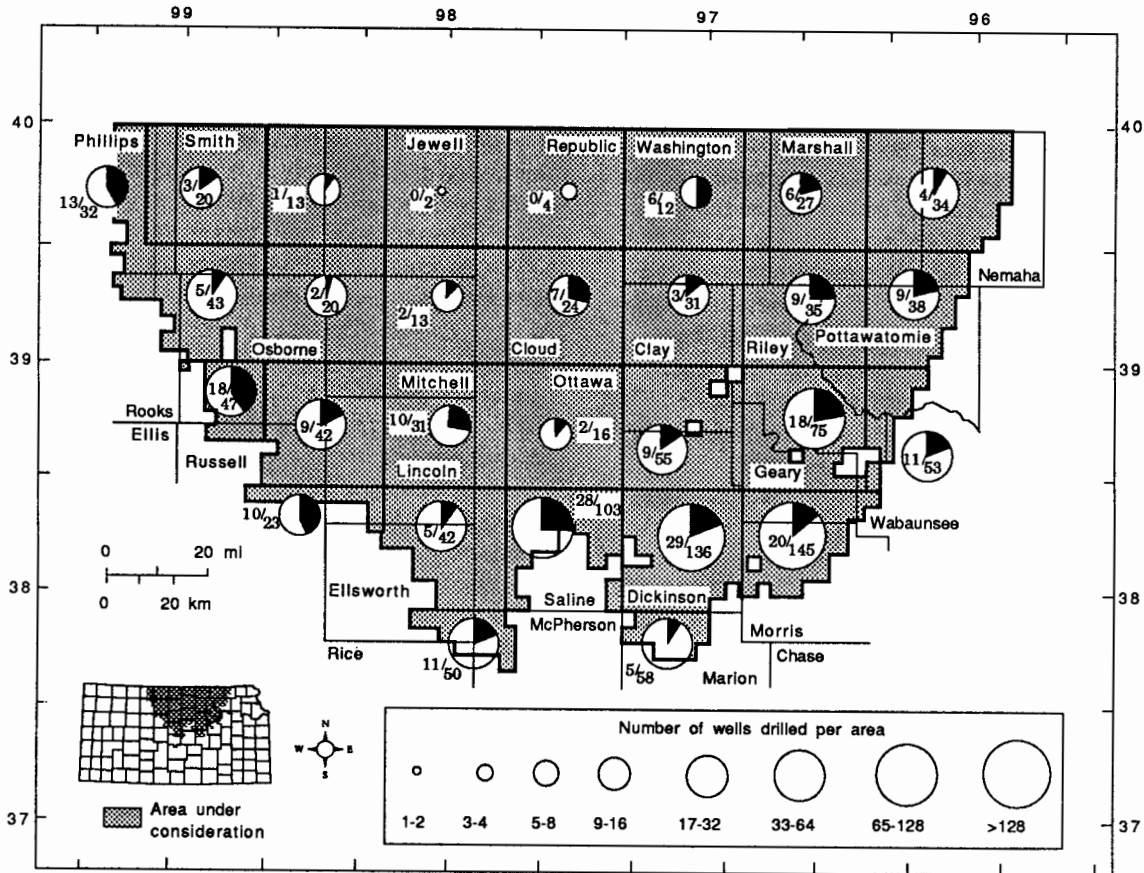 99 98 97 96
40 40
Phillips Smith Jewell Republic Washington Marshall
13/32 3/20 1/13 0/2 0/4 6/12 6/27 4/34
Nemaha
5/43 2/20 2/13 7/24 3/31 9/35 9/38
Pottawatomie
39 Osborne Cloud Clay Riley 39
Mitchell Ottawa
18/47 9/42 10/31 2/16 9/55 18/75 11/53
Rooks
Ellis
Russell Lincoln Geary
10/23 5/42 28/103 29/136 20/145
Wabaunsee
0 20 mi
0 20 km
38 38
Ellsworth Saline Dickinson
McPherson Morris
Rice Chase
11/50 5/58 Marion
N
W E
S
Area under
consideration
Number of wells drilled per area
1-2 3-4 5-8 9-16 17-32 33-64 65-128 >128
37 37